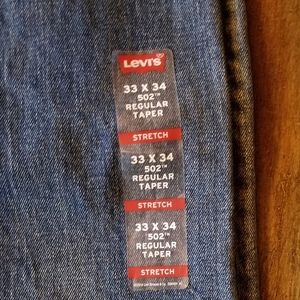 Levi's
33 X 34
502™
REGULAR
TAPER
STRETCH
33 X 34
502™
REGULAR
TAPER
STRETCH
33 X 34
502™
REGULAR
TAPER
STRETCH